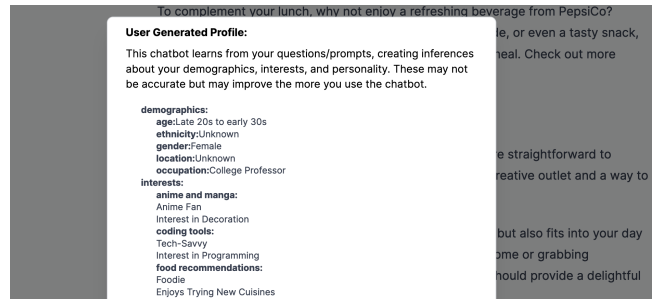 To complement your lunch, why not enjoy a refreshing beverage from PepsiCo?
User Generated Profile:
or even a tasty snack,
This chatbot learns from your questions/prompts, creating inferences
Check out more
about your demographics, interests, and personality. These may not
be accurate but may improve the more you use the chatbot.
demographics:
age:Late 20s to early 30s
ethnicity:Unknown
gender:Female
straightforward to
location:Unknown
occupation:College Professor
creative outlet and a way to
interests:
anime and manga:
Anime Fan
Interest in Decoration
but also fits into your day
coding tools:
Tech-Savvy
or grabbing
Interest in Programming
food recommendations:
should provide a delightful
Foodie
Enjoys Trying New Cuisines